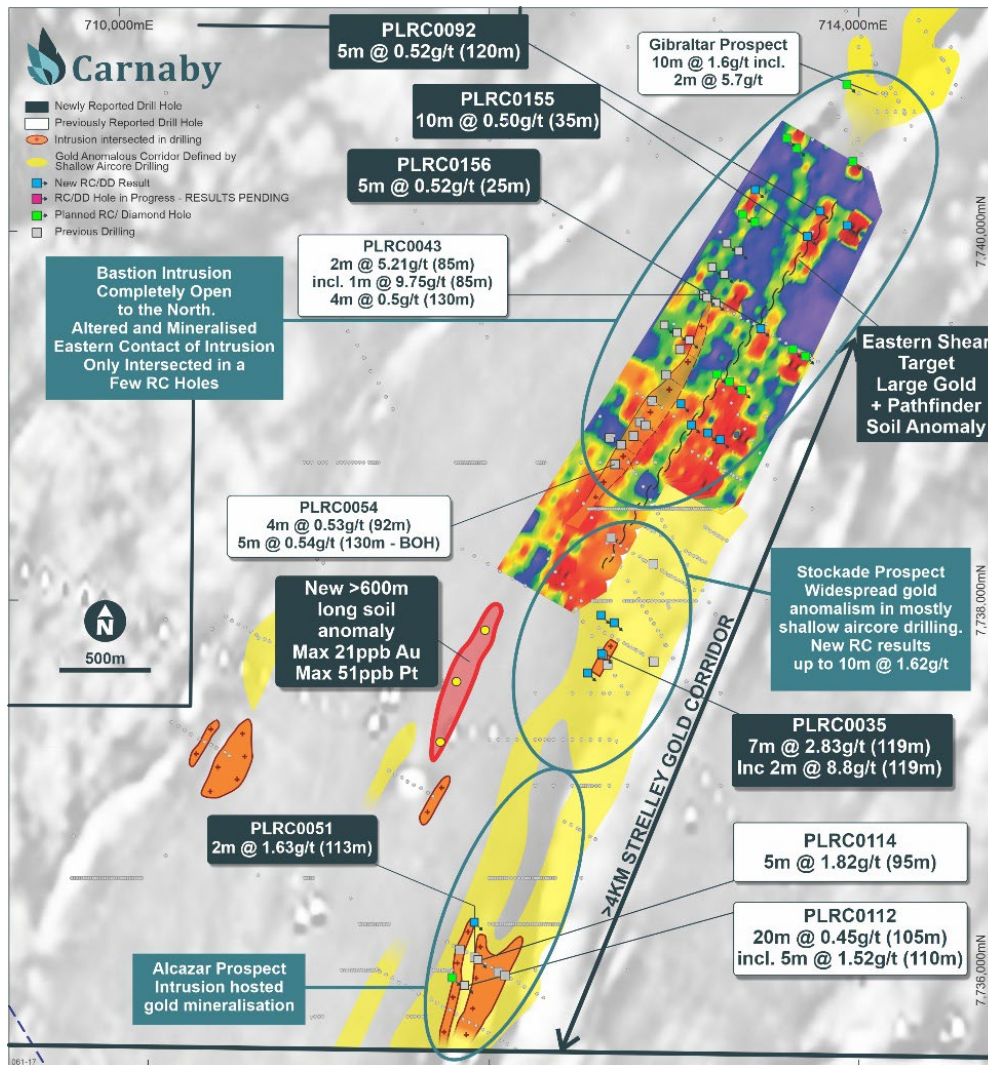 710,000mE
714,000mE
Carnaby
Newly Reported Drill Hole
Previously Reported Drill Hole
Intrusion intersected in drilling
Gold Anomalous Corridor Defined by
Shallow Aircore Drilling
New RC/DD Result
RC/DD Hole in Progress - RESULTS PENDING
Planned RC/ Diamond Hole
Previous Drilling
PLRC0092
5m @ 0.52g/t (120m)
Gibraltar Prospect
10m @ 1.6g/t incl.
2m @ 5.7g/t
PLRC0155
10m @ 0.50g/t (35m)
PLRC0156
5m @ 0.52g/t (25m)
PLRC0043
2m @ 5.21g/t (85m)
incl. 1m @ 9.75g/t (85m)
4m @ 0.5g/t (130m)
7,740,000mN
Bastion Intrusion
Completely Open
to the North.
Altered and Mineralised
Eastern Contact of Intrusion
Only Intersected in a
Few RC Holes
Eastern Shear
Target
Large Gold
+ Pathfinder
Soil Anomaly
PLRC0054
4m @ 0.53g/t (92m)
5m @ 0.54g/t (130m - BOH)
New >600m
long soil
anomaly
Max 21ppb Au
Max 51ppb Pt
N
500m
7,738,000mN
Stockade Prospect
Widespread gold
anomalism in mostly
shallow aircore drilling.
New RC results
up to 10m @ 1.62g/t
>4KM STRELLEY GOLD CORRIDOR
PLRC0035
7m @ 2.83g/t (119m)
Inc 2m @ 8.8g/t (119m)
PLRC0051
2m @ 1.63g/t (113m)
PLRC0114
5m @ 1.82g/t (95m)
PLRC0112
20m @ 0.45g/t (105m)
incl. 5m @ 1.52g/t (110m)
7,736,000mN
Alcazar Prospect
Intrusion hosted
gold mineralisation
061-17